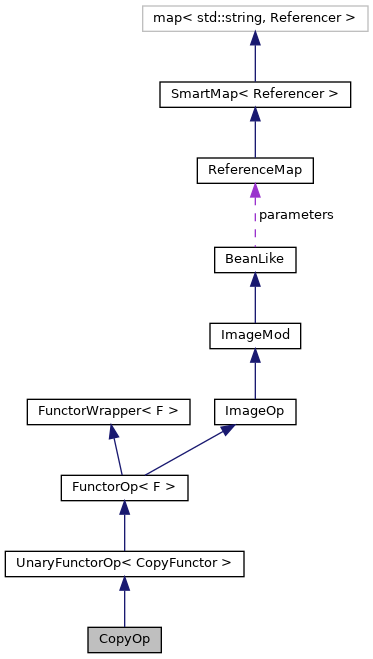 map< std::string, Referencer >
SmartMap< Referencer >
ReferenceMap
parameters
BeanLike
ImageMod
FunctorWrapper< F >
ImageOp
FunctorOp< F >
UnaryFunctorOp< CopyFunctor >
CopyOp